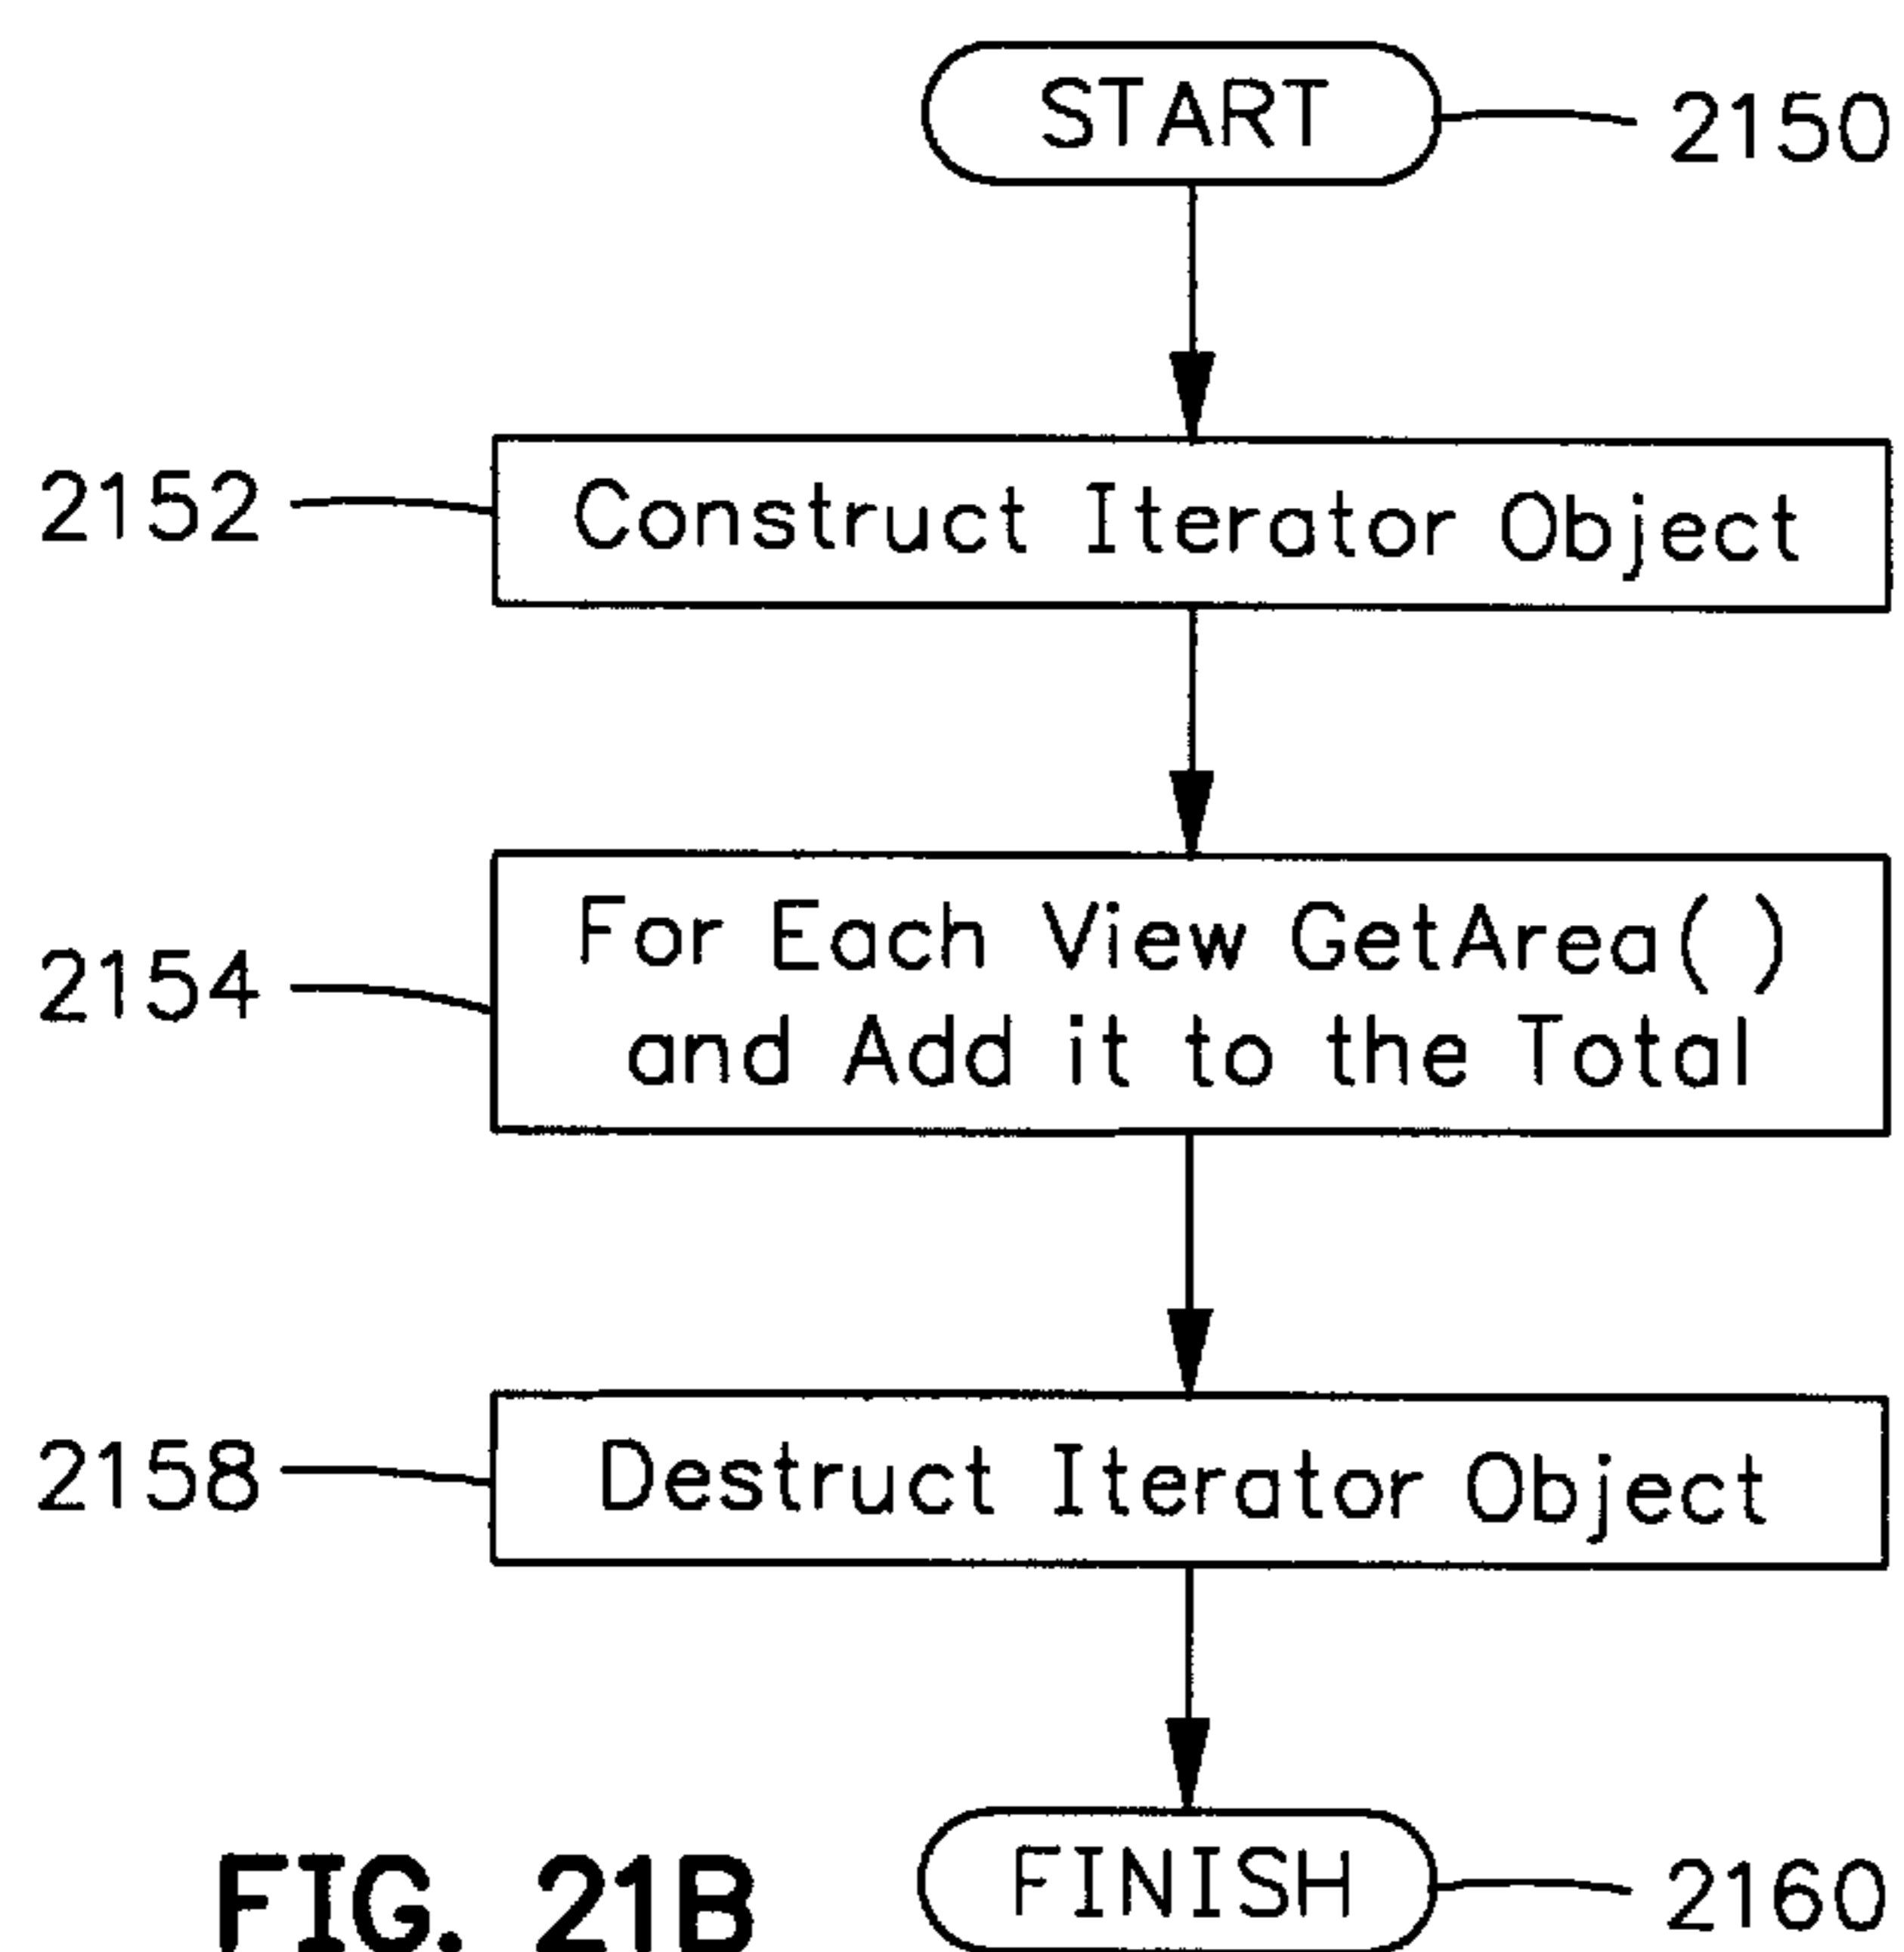 START
2150
2152
Construct Iterator Object
2154
For Each View GetArea( )
and Add it to the Total
2158
Destruct Iterator Object
FINISH
2160
FIG. 21B